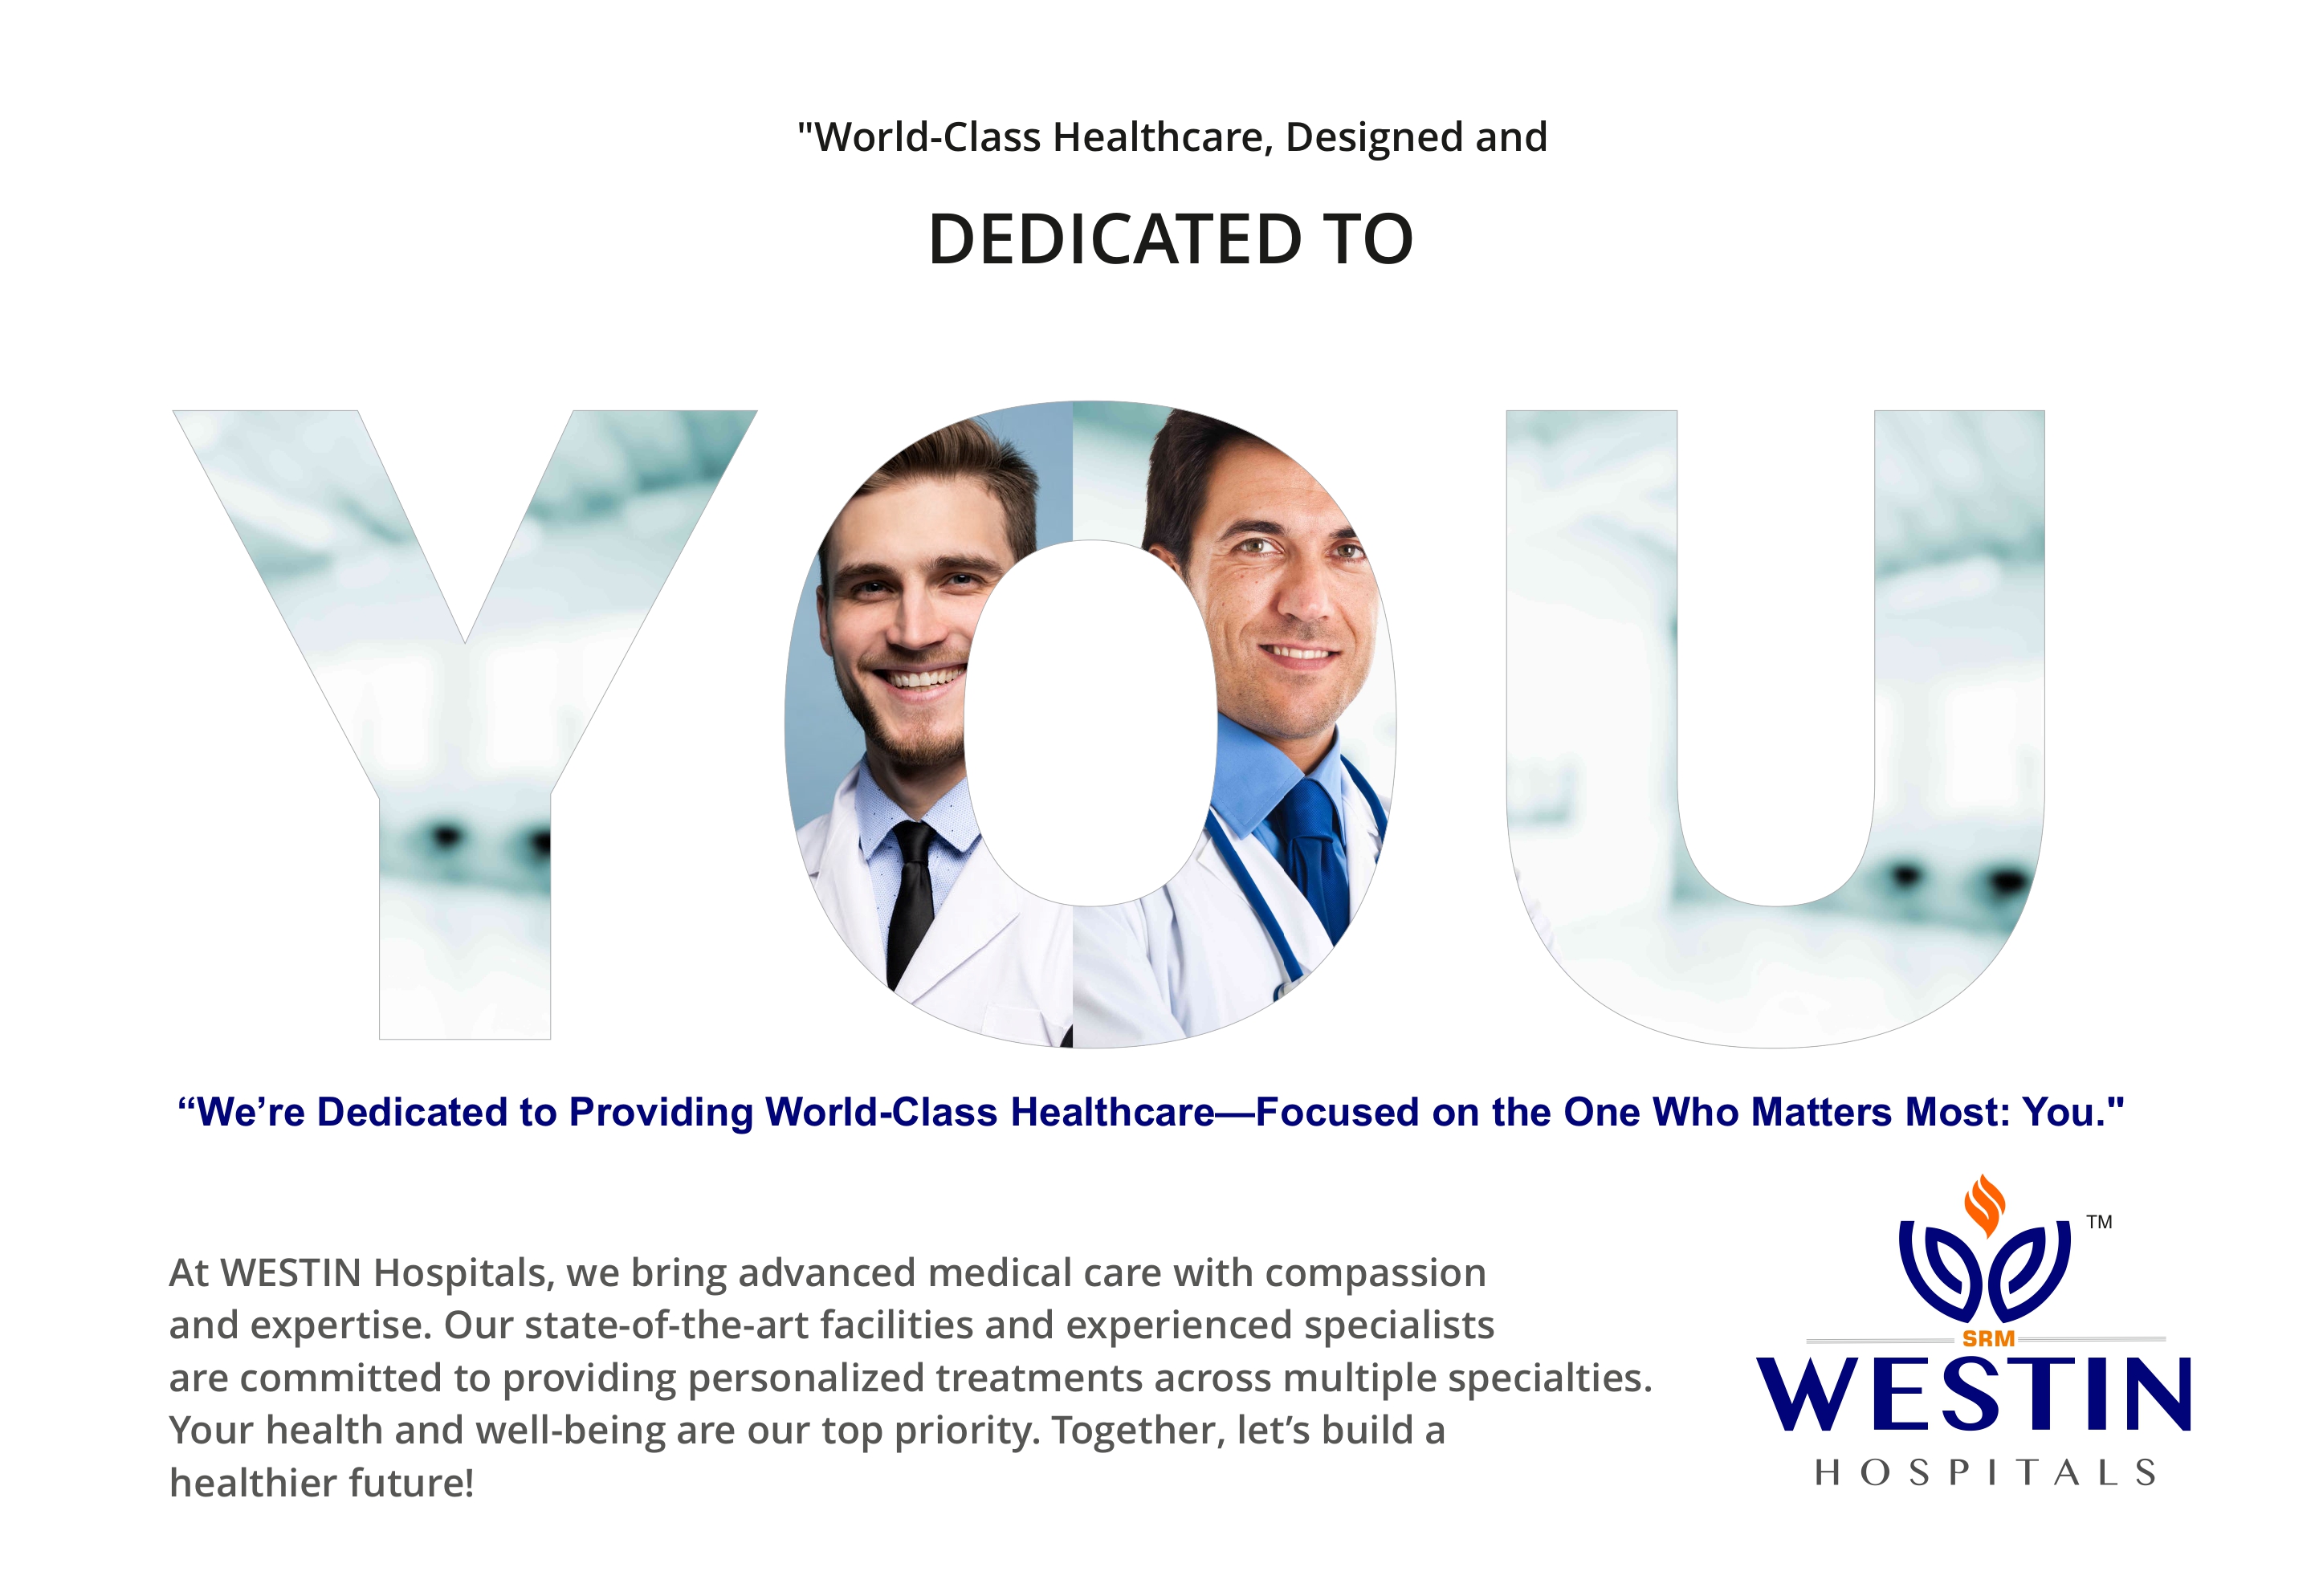 "World-Class Healthcare, Designed and
DEDICATED TO
YOU
“We’re Dedicated to Providing World-Class Healthcare—Focused on the One Who Matters Most: You."
At WESTIN Hospitals, we bring advanced medical care with compassion
and expertise. Our state-of-the-art facilities and experienced specialists
are committed to providing personalized treatments across multiple specialties.
Your health and well-being are our top priority. Together, let’s build a
healthier future!
TM
SRM
WESTIN
HOSPITALS